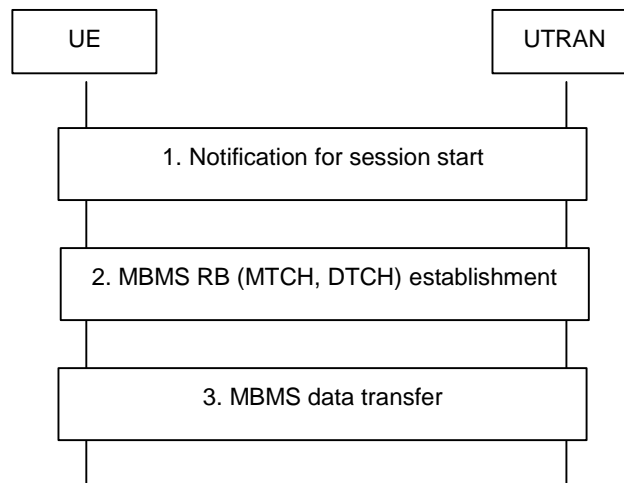 UE
UTRAN
1. Notification for session start
2. MBMS RB (MTCH, DTCH) establishment
3. MBMS data transfer